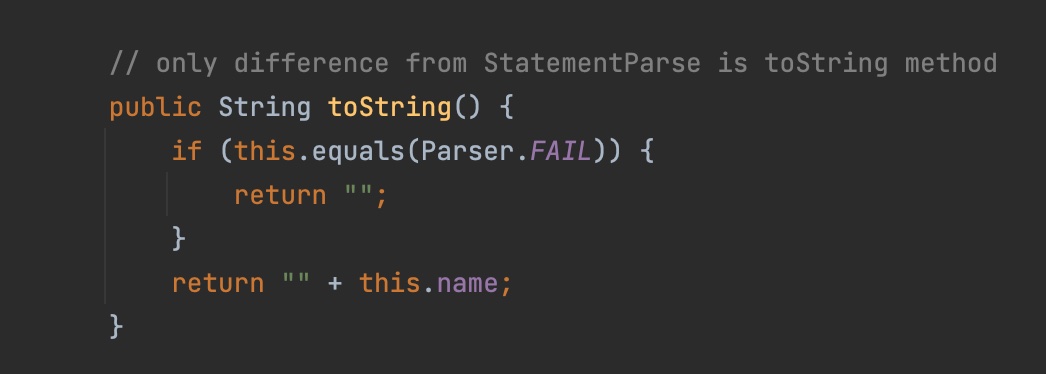 // only difference from StatementParse is toString method
public String toString() {
if (this.equals(Parser.FAIL)) {
return "";
}
return "" + this.name;
}